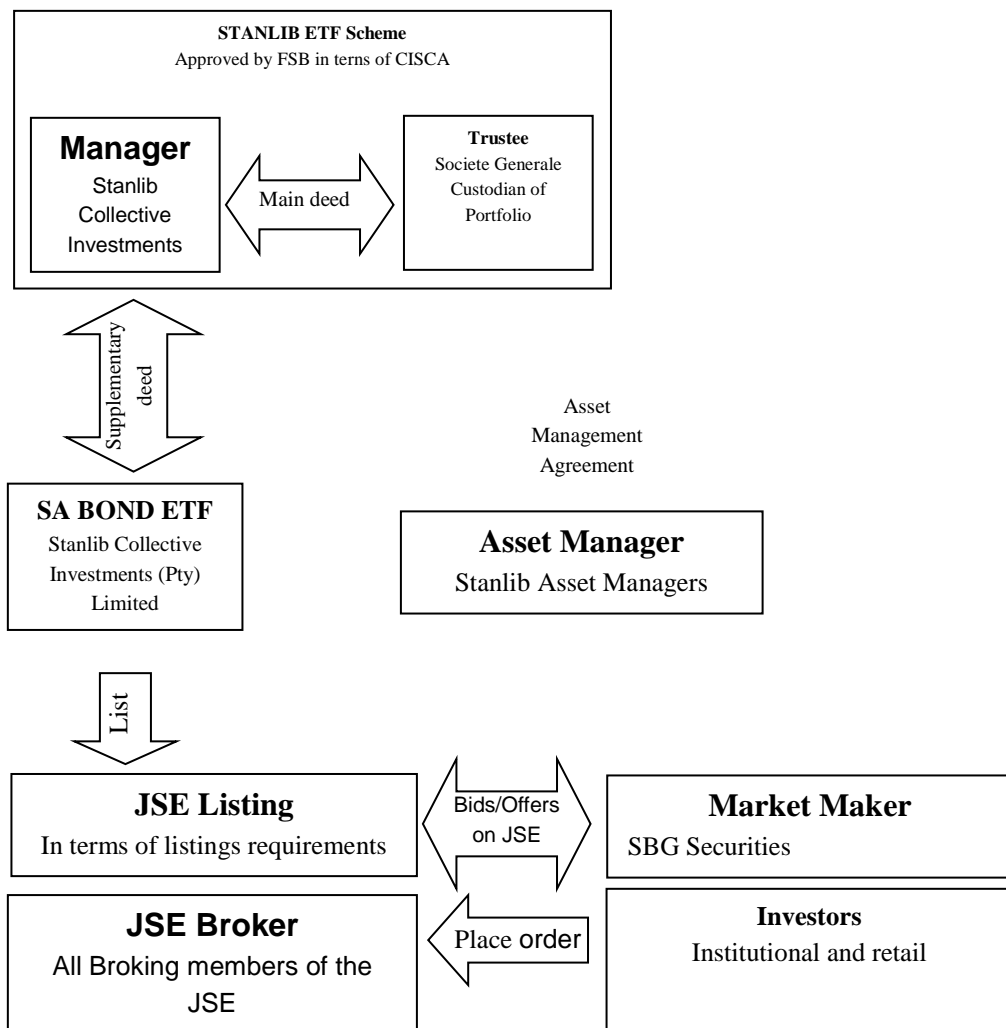 STANLIB ETF Scheme
Approved by FSB in terns of CISCA
Manager
Stanlib
Collective
Investments
Main deed
Trustee
Societe Generale
Custodian of
Portfolio
Supplementary
deed
Asset
Management
Agreement
SA BOND ETF
Stanlib Collective
Investments (Pty)
Limited
Asset Manager
Stanlib Asset Managers
List
JSE Listing
In terms of listings requirements
Bids/Offers
on JSE
Market Maker
SBG Securities
JSE Broker
All Broking members of the
JSE
Place order
Investors
Institutional and retail